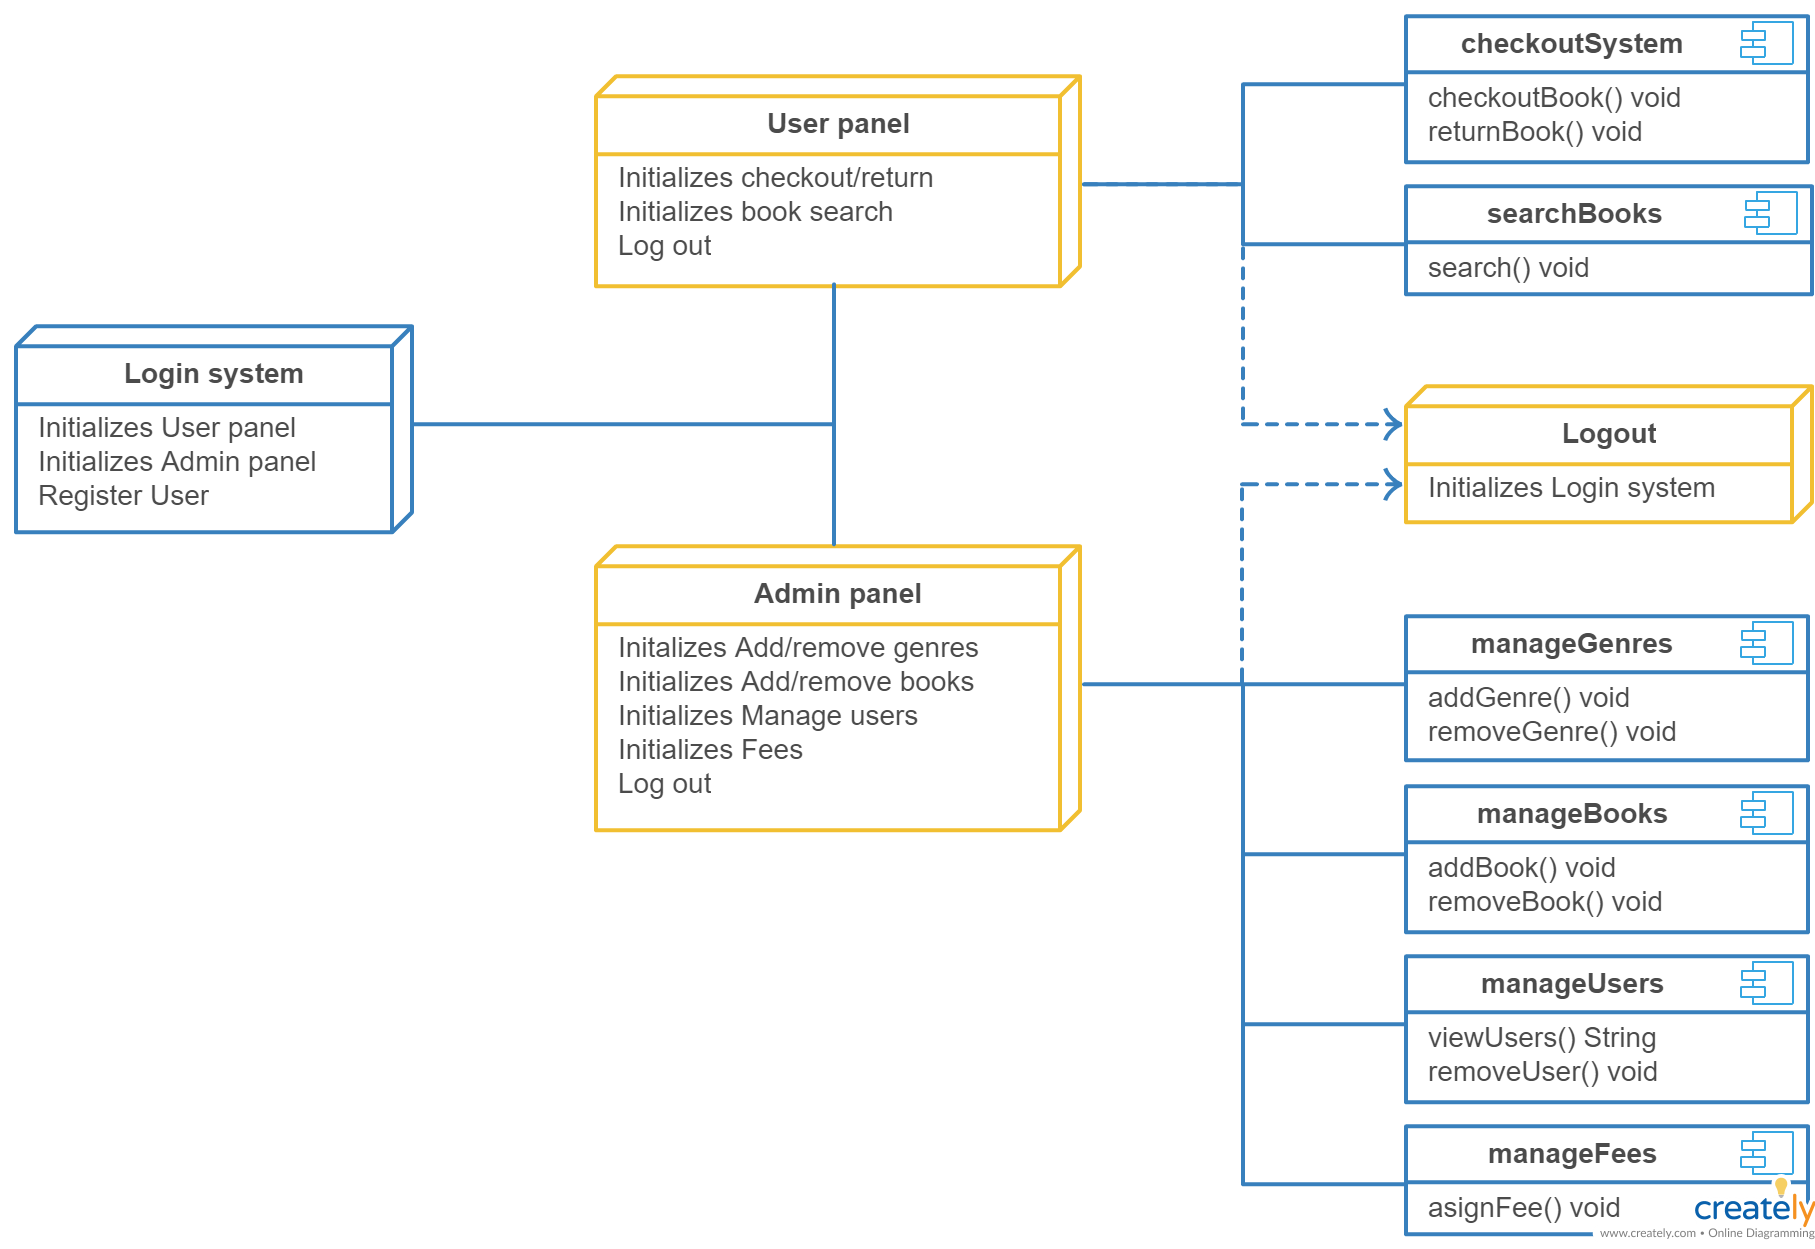 checkoutSystem
checkoutBook() void
returnBook() void
User panel
Initializes checkout/return
Initializes book search
Log out
searchBooks
search() void
Login system
Initializes User panel
Initializes Admin panel
Register User
Logout
Initializes Login system
Admin panel
Initalizes Add/remove genres
Initializes Add/remove books
Initializes Manage users
Initializes Fees
Log out
manageGenres
addGenre() void
removeGenre() void
manageBooks
addBook() void
removeBook() void
manageUsers
viewUsers() String
removeUser() void
manageFees
asignFee() void
creately
www.creately.com • Online Diagramming